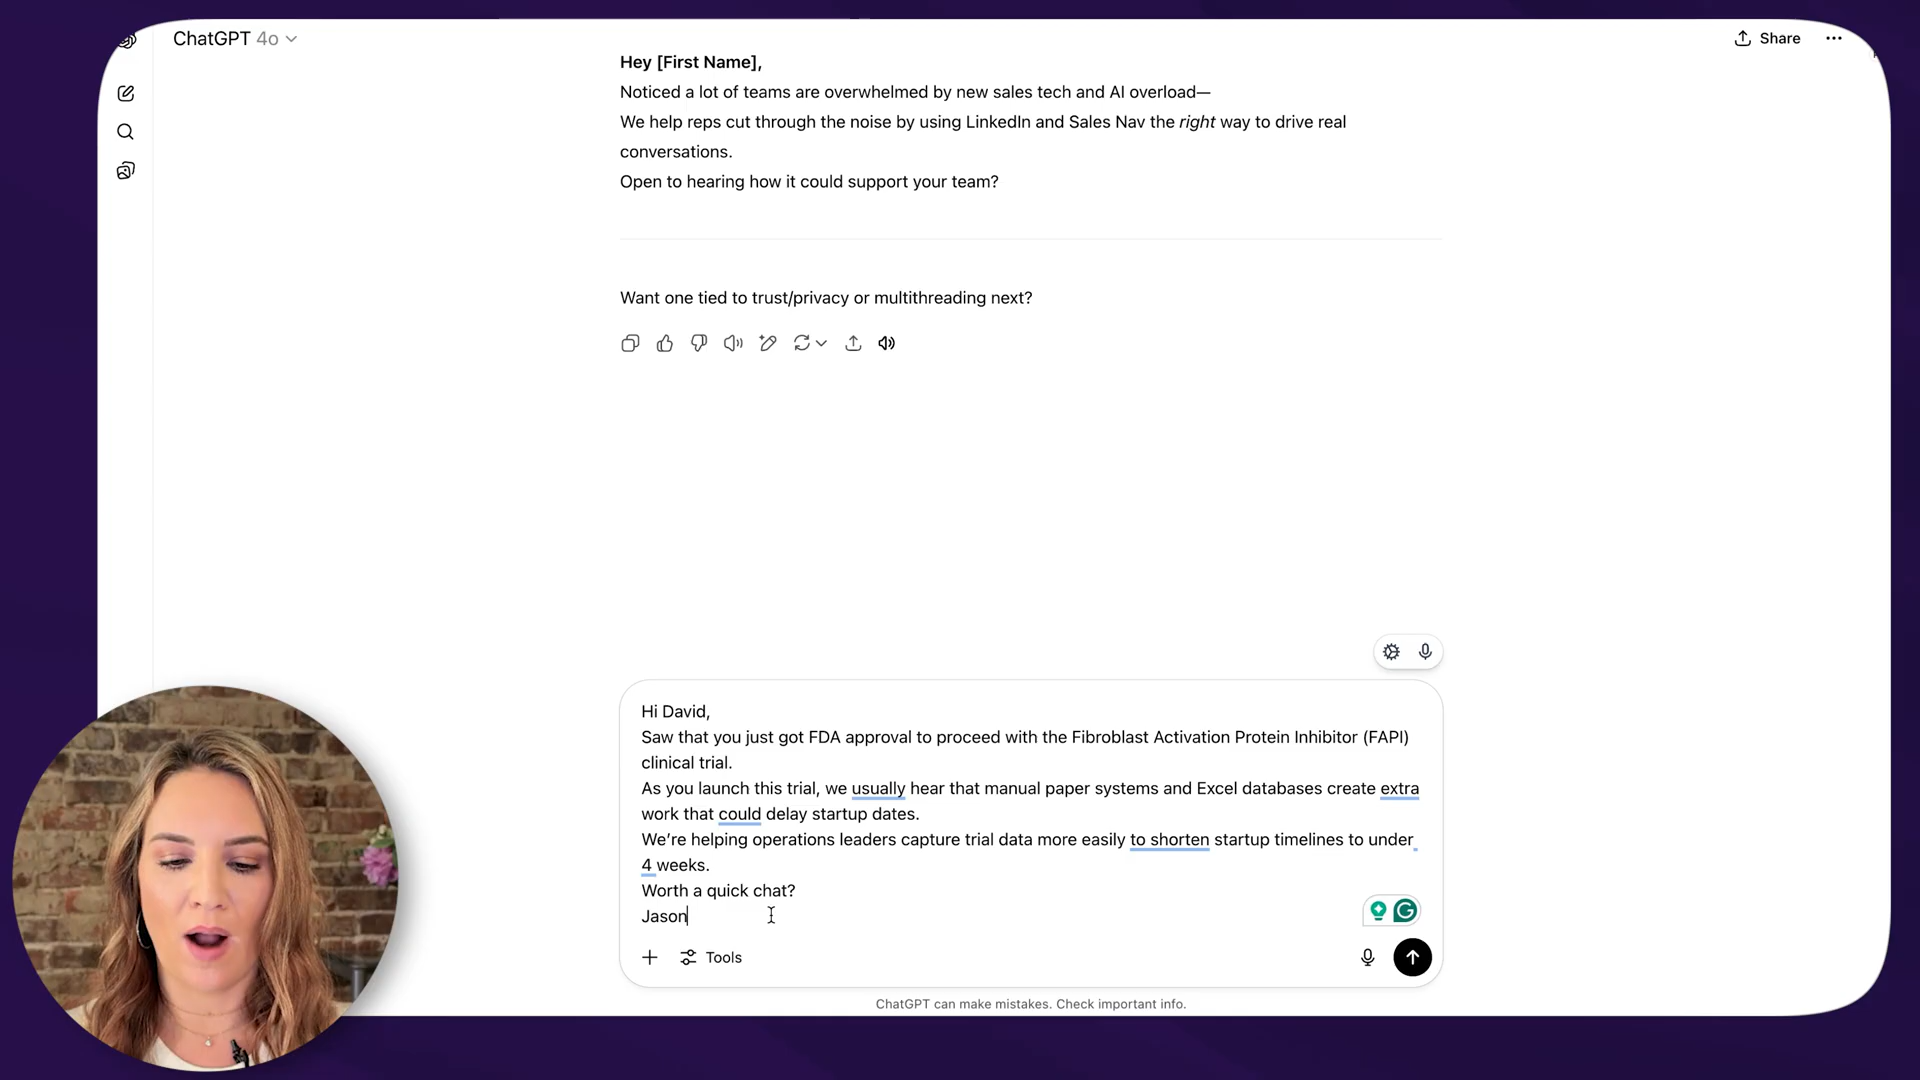 ChatGPT 4o
Share
Hey [First Name],
Noticed a lot of teams are overwhelmed by new sales tech and AI overload—
We help reps cut through the noise by using LinkedIn and Sales Nav the right way to drive real
conversations.
Open to hearing how it could support your team?
Want one tied to trust/privacy or multithreading next?
Hi David,
Saw that you just got FDA approval to proceed with the Fibroblast Activation Protein Inhibitor (FAPI)
clinical trial.
As you launch this trial, we usually hear that manual paper systems and Excel databases create extra
work that could delay startup dates.
We’re helping operations leaders capture trial data more easily to shorten startup timelines to under
4 weeks.
Worth a quick chat?
Jason
Tools
ChatGPT can make mistakes. Check important info.